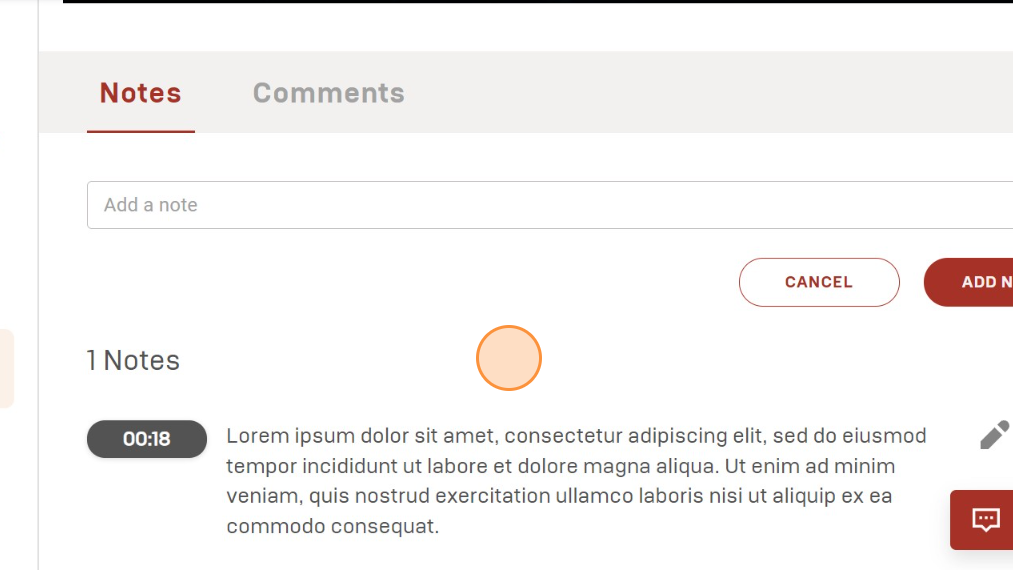 Notes
Comments
Add a note
CANCEL
ADD N
1 Notes
00:18
Lorem ipsum dolor sit amet, consectetur adipiscing elit, sed do eiusmod
tempor incididunt ut labore et dolore magna aliqua. Ut enim ad minim
veniam, quis nostrud exercitation ullamco laboris nisi ut aliquip ex ea
commodo consequat.